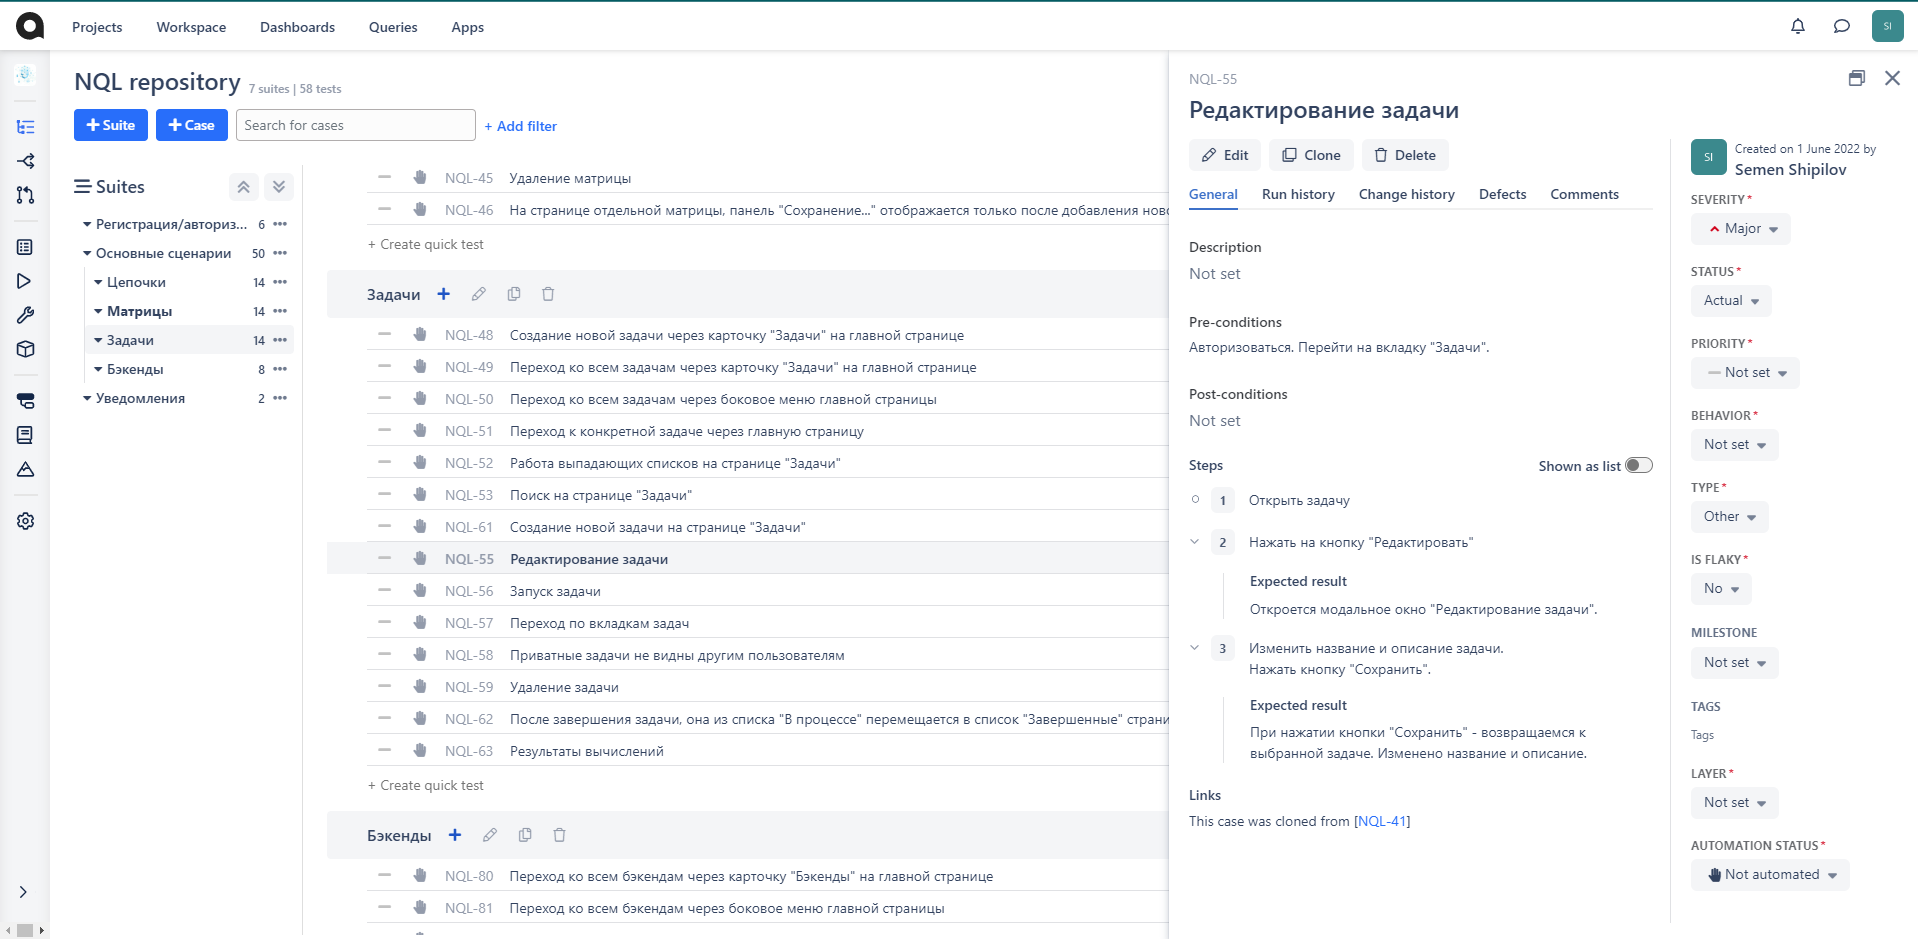 Projects
Workspace
Dashboards
Queries
Apps
SI
NQL repository 7 suites | 58 tests
+ Suite
+ Case
Search for cases
+ Add filter
Suites
Регистрация/авториз... 6
Основные сценарии 50
Цепочки 14
Матрицы 14
Задачи 14
Бэкенды 8
Уведомления 2
NQL-45 Удаление матрицы
NQL-46 На странице отдельной матрицы, панель "Сохранение..." отображается только после добавления ново
+ Create quick test
Задачи
NQL-48 Создание новой задачи через карточку "Задачи" на главной странице
NQL-49 Переход ко всем задачам через карточку "Задачи" на главной странице
NQL-50 Переход ко всем задачам через боковое меню главной страницы
NQL-51 Переход к конкретной задаче через главную страницу
NQL-52 Работа выпадающих списков на странице "Задачи"
NQL-53 Поиск на странице "Задачи"
NQL-61 Создание новой задачи на странице "Задачи"
NQL-55 Редактирование задачи
NQL-56 Запуск задачи
NQL-57 Переход по вкладкам задач
NQL-58 Приватные задачи не видны другим пользователям
NQL-59 Удаление задачи
NQL-62 После завершения задачи, она из списка "В процессе" перемещается в список "Завершенные" страни
NQL-63 Результаты вычислений
+ Create quick test
Бэкенды
NQL-80 Переход ко всем бэкендам через карточку "Бэкенды" на главной странице
NQL-81 Переход ко всем бэкендам через боковое меню главной страницы
NQL-55
Редактирование задачи
Edit
Clone
Delete
General
Run history
Change history
Defects
Comments
Description
Not set
Pre-conditions
Авторизоваться. Перейти на вкладку "Задачи".
Post-conditions
Not set
Steps
Shown as list
1 Открыть задачу
2 Нажать на кнопку "Редактировать"
Expected result
Откроется модальное окно "Редактирование задачи".
3 Изменить название и описание задачи.
Нажать кнопку "Сохранить".
Expected result
При нажатии кнопки "Сохранить" - возвращаемся к
выбранной задаче. Изменено название и описание.
Links
This case was cloned from [NQL-41]
SI
Created on 1 June 2022 by
Semen Shipilov
SEVERITY*
Major
STATUS*
Actual
PRIORITY*
Not set
BEHAVIOR*
Not set
TYPE*
Other
IS FLAKY*
No
MILESTONE
Not set
TAGS
Tags
LAYER*
Not set
AUTOMATION STATUS*
Not automated